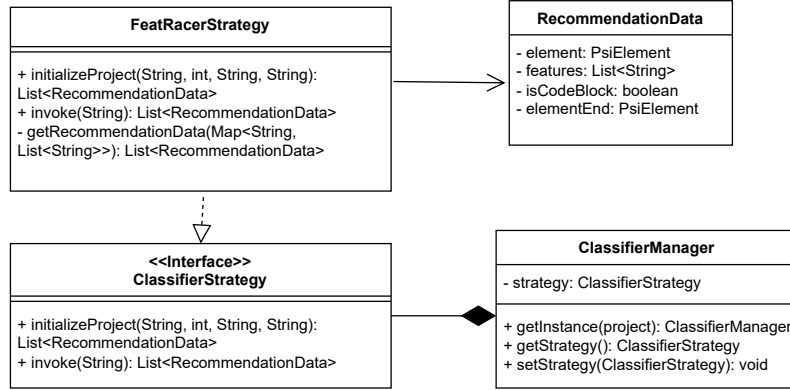 FeatRacerStrategy
+ initializeProject(String, int, String, String):
List<RecommendationData>
+ invoke(String): List<RecommendationData>
- getRecommendationData(Map<String,
List<String>>): List<RecommendationData>
RecommendationData
- element: PsiElement
- features: List<String>
- isCodeBlock: boolean
- elementEnd: PsiElement
<<Interface>>
ClassifierStrategy
+ initializeProject(String, int, String, String):
List<RecommendationData>
+ invoke(String): List<RecommendationData>
ClassifierManager
- strategy: ClassifierStrategy
+ getInstance(project): ClassifierManager
+ getStrategy(): ClassifierStrategy
+ setStrategy(ClassifierStrategy): void